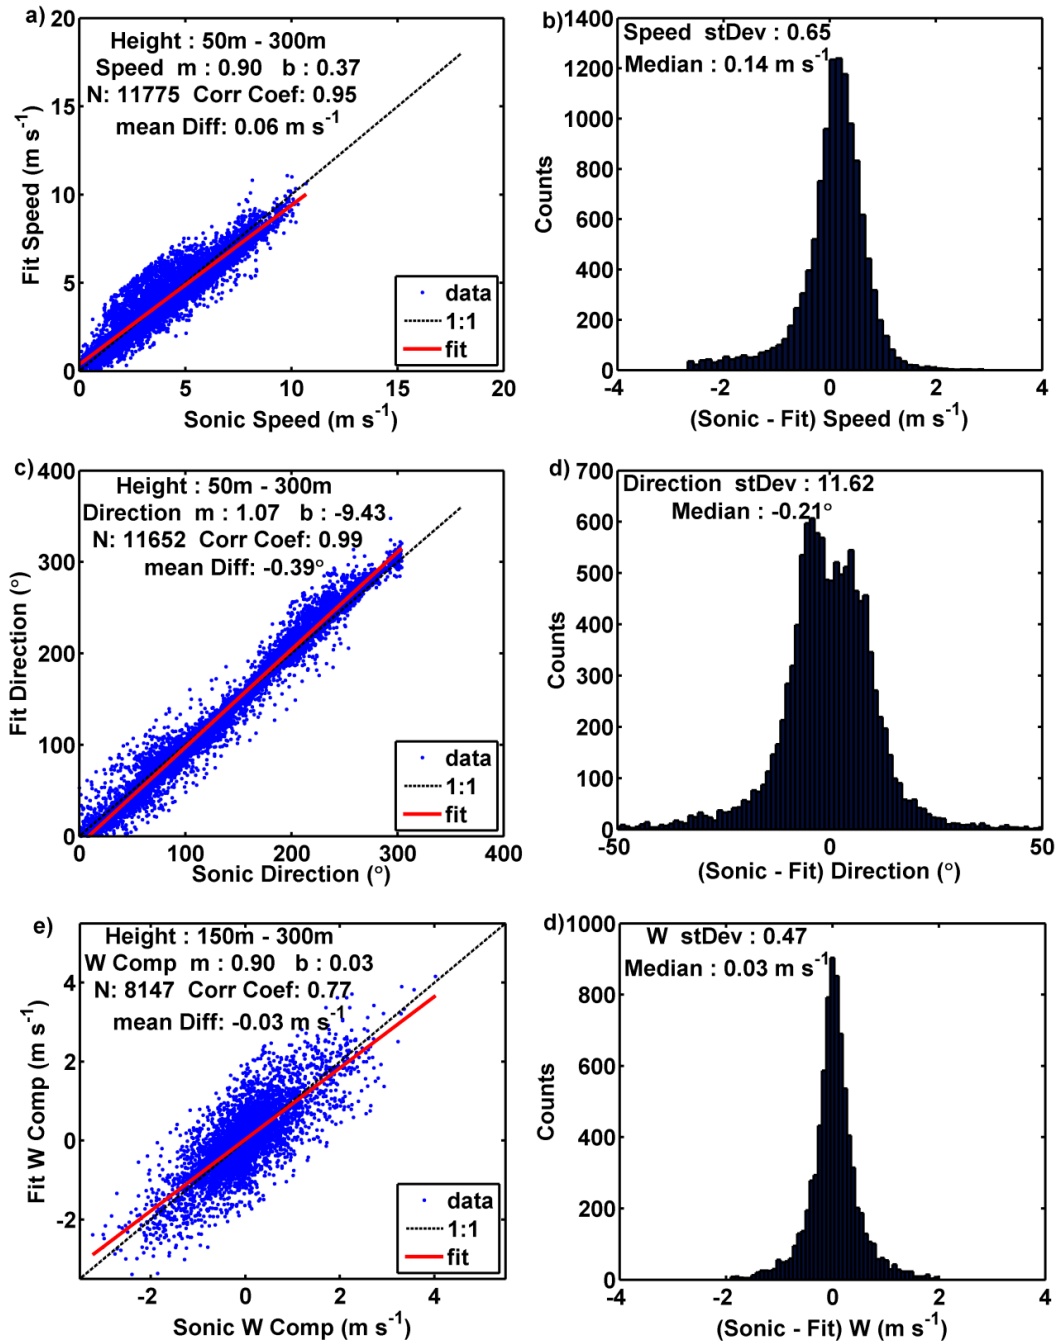 a)
20
15
10
5
0
Fit Speed (m s-1)
Height : 50m - 300m
Speed m : 0.90 b : 0.37
N: 11775 Corr Coef: 0.95
mean Diff: 0.06 m s-1
data
1:1
fit
0 5 10 15 20
Sonic Speed (m s-1)
b)
1400
1200
1000
800
600
400
200
0
Counts
Speed stDev : 0.65
Median : 0.14 m s-1
-4 -2 0 2 4
(Sonic - Fit) Speed (m s-1)
c)
400
300
200
100
0
Fit Direction (o)
Height : 50m - 300m
Direction m : 1.07 b : -9.43
N: 11652 Corr Coef: 0.99
mean Diff: -0.39o
data
1:1
fit
0 100 200 300 400
Sonic Direction (o)
d)
700
600
500
400
300
200
100
0
Counts
Direction stDev : 11.62
Median : -0.21o
-50 0 50
(Sonic - Fit) Direction (o)
e)
4
2
0
-2
Fit W Comp (m s-1)
Height : 150m - 300m
W Comp m : 0.90 b : 0.03
N: 8147 Corr Coef: 0.77
mean Diff: -0.03 m s-1
data
1:1
fit
-2 0 2 4
Sonic W Comp (m s-1)
d)
1000
800
600
400
200
0
Counts
W stDev : 0.47
Median : 0.03 m s-1
-4 -2 0 2 4
(Sonic - Fit) W (m s-1)